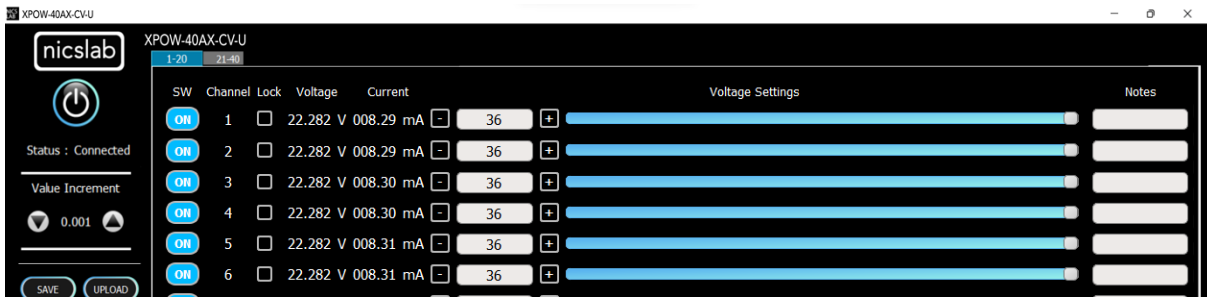 NICS LAB XPOW-40AX-CV-U
nicslab
XPOW-40AX-CV-U
1-20 21-40
SW Channel Lock Voltage Current Voltage Settings Notes
ON 1 22.282 V 008.29 mA - 36 +
Status : Connected
ON 2 22.282 V 008.29 mA - 36 +
Value Increment
ON 3 22.282 V 008.30 mA - 36 +
0.001
ON 4 22.282 V 008.30 mA - 36 +
ON 5 22.282 V 008.31 mA - 36 +
ON 6 22.282 V 008.31 mA - 36 +
SAVE UPLOAD